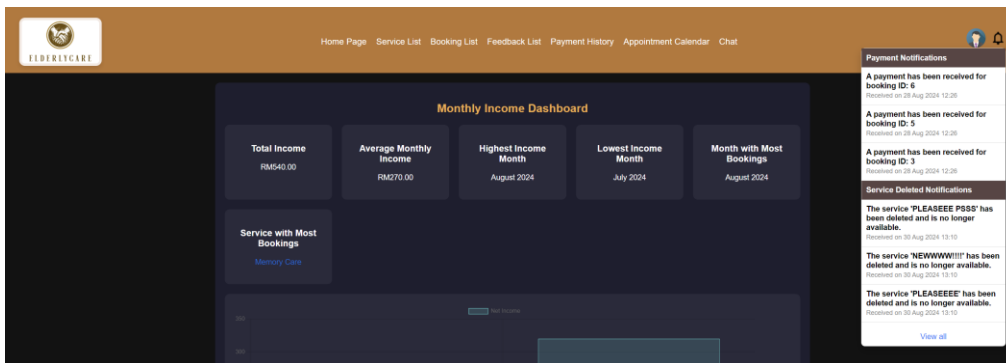 ELDERLYCARE
Home Page Service List Booking List Feedback List Payment History Appointment Calendar Chat
Monthly Income Dashboard
Total Income
RM540.00
Average Monthly
Income
RM270.00
Highest Income
Month
August 2024
Lowest Income
Month
July 2024
Month with Most
Bookings
August 2024
Service with Most
Bookings
Memory Care
Net Income
Payment Notifications
A payment has been received for
booking ID: 6
Received on 28 Aug 2024 12:26
A payment has been received for
booking ID: 5
Received on 28 Aug 2024 12:26
A payment has been received for
booking ID: 3
Received on 28 Aug 2024 12:26
Service Deleted Notifications
The service 'PLEASEEE PSSS' has
been deleted and is no longer
available.
Received on 30 Aug 2024 13:10
The service 'NEWWWW!!!!' has been
deleted and is no longer available.
Received on 30 Aug 2024 13:10
The service 'PLEASEEEE' has been
deleted and is no longer available.
Received on 30 Aug 2024 13:10
View all